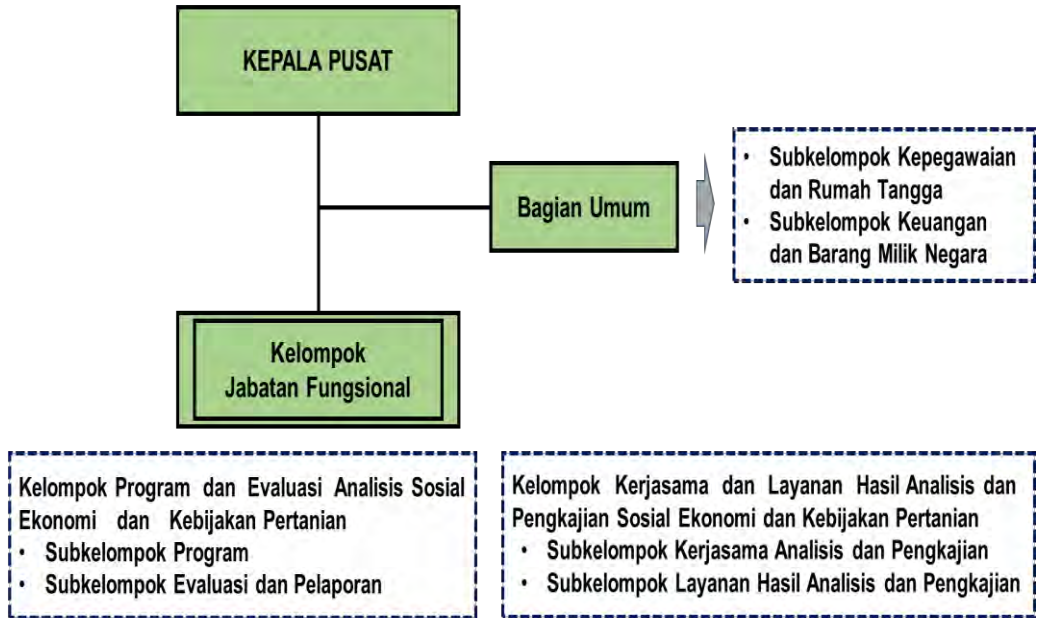 KEPALA PUSAT
Bagian Umum
• Subkelompok Kepegawaian
dan Rumah Tangga
• Subkelompok Keuangan
dan Barang Milik Negara
Kelompok
Jabatan Fungsional
Kelompok Program dan Evaluasi Analisis Sosial
Ekonomi dan Kebijakan Pertanian
• Subkelompok Program
• Subkelompok Evaluasi dan Pelaporan
Kelompok Kerjasama dan Layanan Hasil Analisis dan
Pengkajian Sosial Ekonomi dan Kebijakan Pertanian
• Subkelompok Kerjasama Analisis dan Pengkajian
• Subkelompok Layanan Hasil Analisis dan Pengkajian